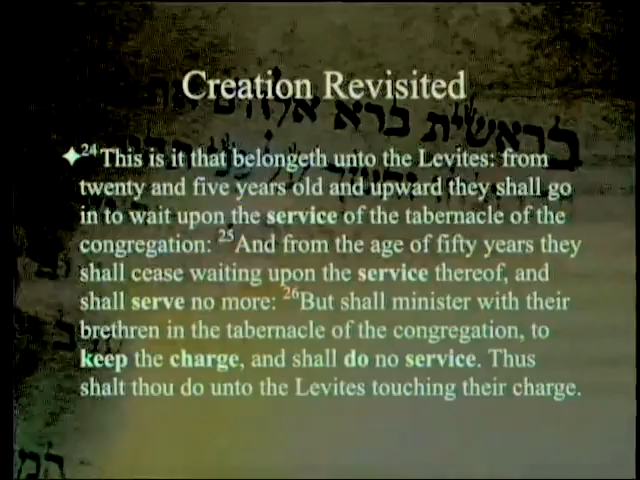 Creation Revisited
בראשית ברא אלהים את
✦24This is it that belongeth unto the Levites: from
twenty and five years old and upward they shall go
in to wait upon the service of the tabernacle of the
congregation: 25And from the age of fifty years they
shall cease waiting upon the service thereof, and
shall serve no more: 26But shall minister with their
brethren in the tabernacle of the congregation, to
keep the charge, and shall do no service. Thus
shalt thou do unto the Levites touching their charge.